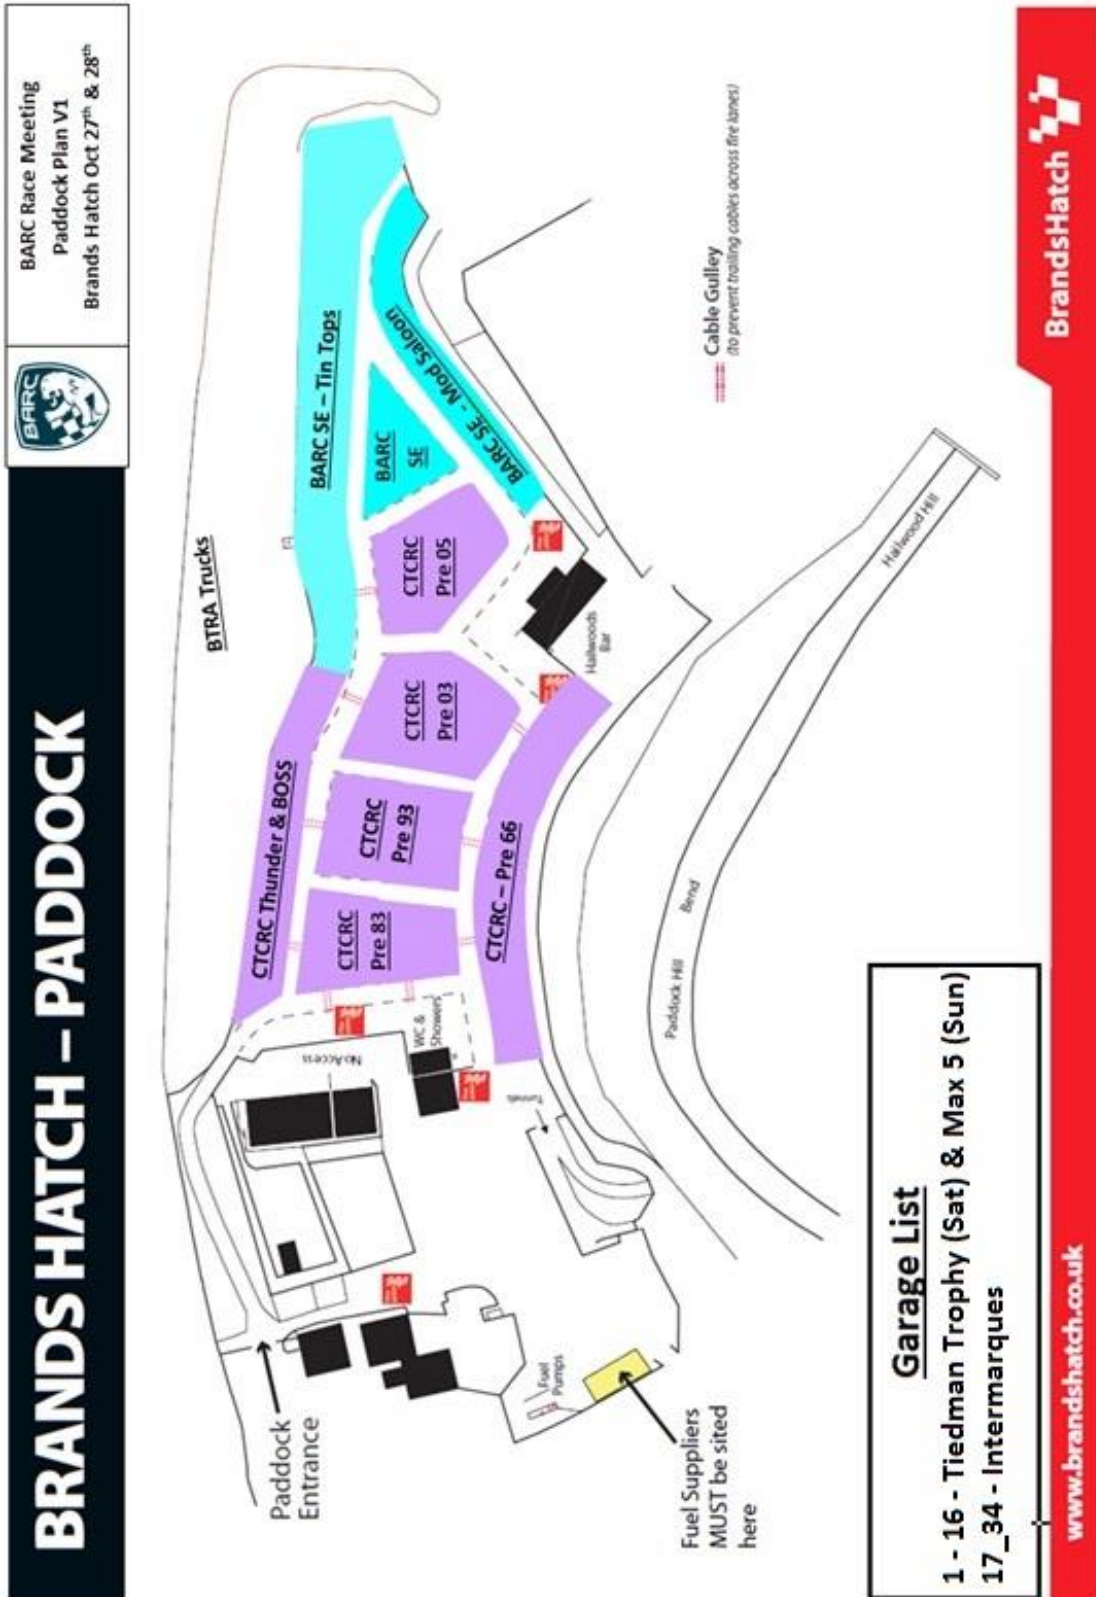 BRANDS HATCH – PADDOCK
BARC
BARC Race Meeting
Paddock Plan V1
Brands Hatch Oct 27th & 28th
Paddock
Entrance
BTRA Trucks
No Access
WC &
Showers
CTCRC Thunder & BOSS
BARC SE – Tin Tops
CTCRC
Pre 83
CTCRC
Pre 93
CTCRC
Pre 03
CTCRC
Pre 05
BARC
SE
BARC SE – Mod Saloon
CTCRC – Pre 66
Hailwoods
Bar
Tunnels
Fuel
Pumps
Fuel Suppliers
MUST be sited
here
Cable Gulley
(to prevent trailing cables across fire lanes)
Paddock Hill
Bend
Hailwood Hill
Garage List
1 - 16 - Tiedman Trophy (Sat) & Max 5 (Sun)
17_34 - Intermarques
www.brandshatch.co.uk
BrandsHatch